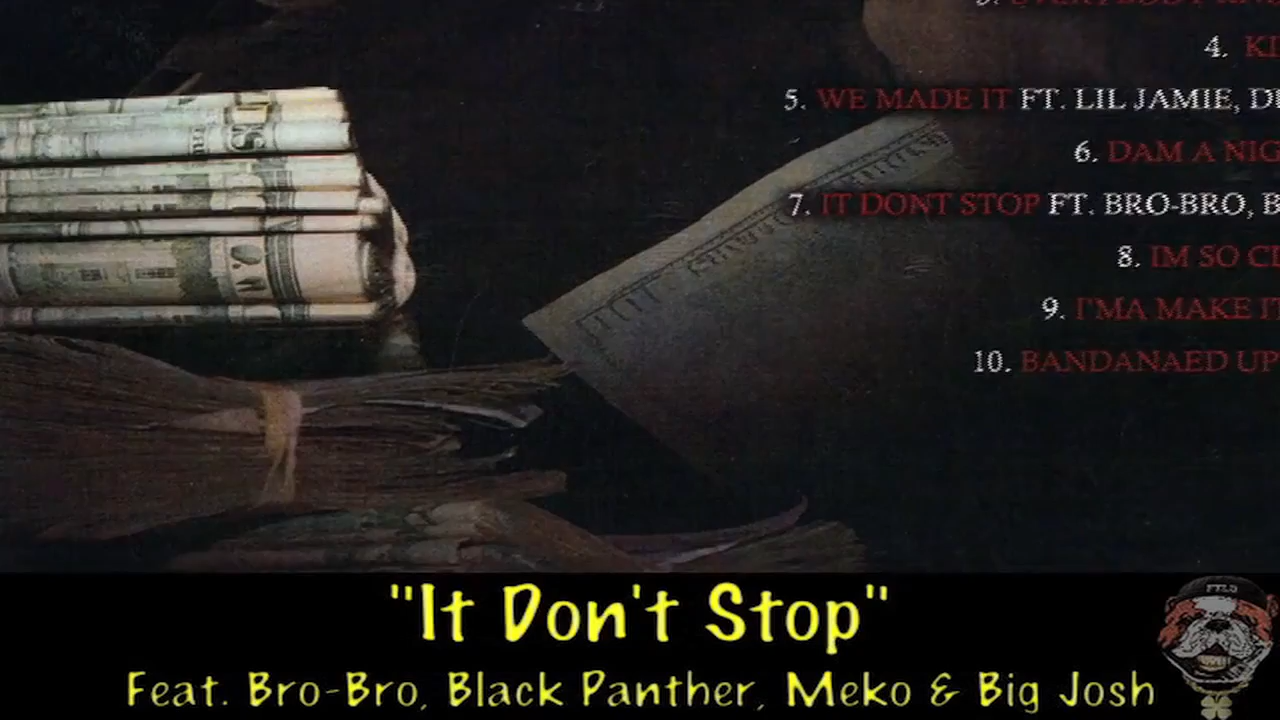 4.
5. WE MADE IT FT. LIL JAMIE,
6. DAM A
7. IT DONT STOP FT. BRO-BRO,
8. IM SO
9. I'MA MAKE
10. BANDANAED UP
"It Don't Stop"
Feat. Bro-Bro, Black Panther, Meko & Big Josh